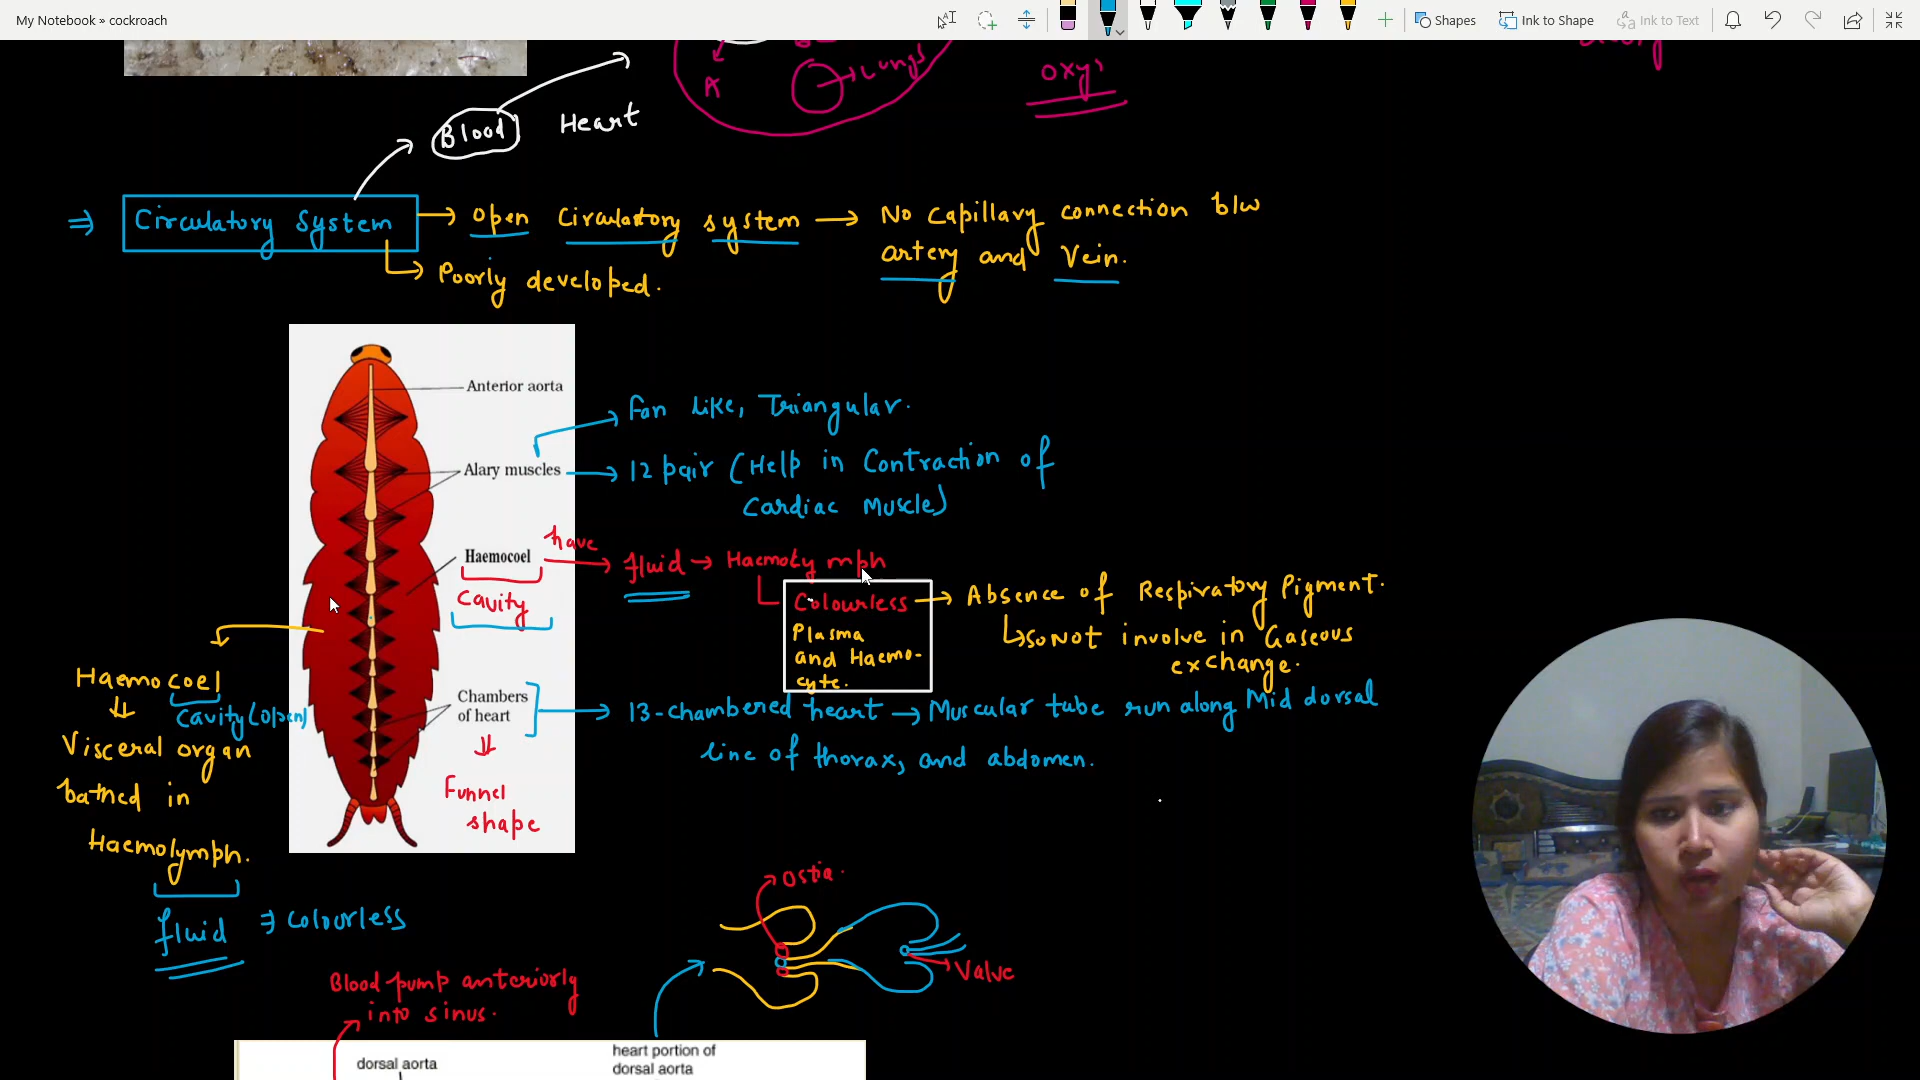 My Notebook » cockroach
Shapes
Ink to Shape
Ink to Text
A
Lungs
oxy
Blood
Heart
⇒ Circulatory System → Open Circulatory system → No Capillary connection b/w
artery and Vein.
Poorly developed.
Anterior aorta
Fan like, Triangular.
Alary muscles → 12 pair (Help in Contraction of
Cardiac Muscle)
Haemocoel have → fluid → Haemoly mph
Cavity
Colourless → Absence of Respiratory Pigment.
Plasma
and Haemo-
cyte.
↳ so NOT involve in Gaseous
exchange.
Chambers
of heart
13-chambered heart → Muscular tube run along Mid dorsal
line of thorax, and abdomen.
Funnel
shape
Haemocoel
cavity (open)
Visceral organ
bathed in
Haemolymph.
fluid ∃ colourless
Ostia.
Valve
Blood pump anteriorly
into sinus.
dorsal aorta
heart portion of
dorsal aorta